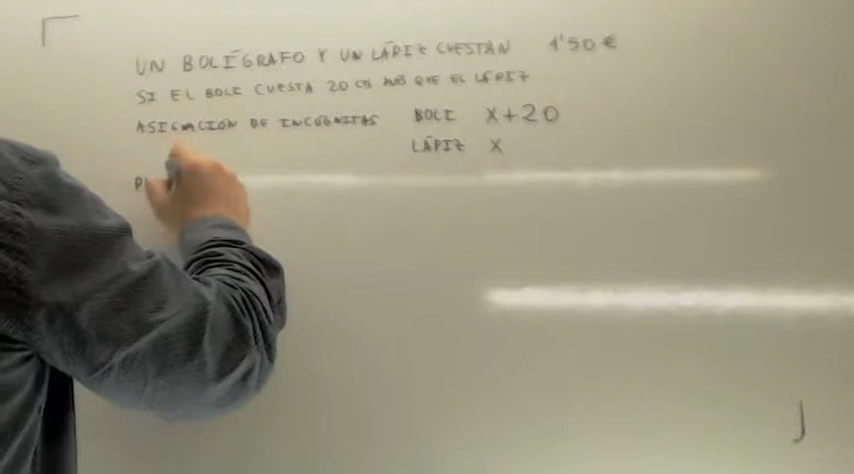 UN BOLÍGRAFO Y UN LÁPIZ CUESTAN 1'50 €
SI EL BOLI CUESTA 20 CTS MÁS QUE EL LÁPIZ
ASIGNACIÓN DE INCÓGNITAS BOLI X+20
LÁPIZ X